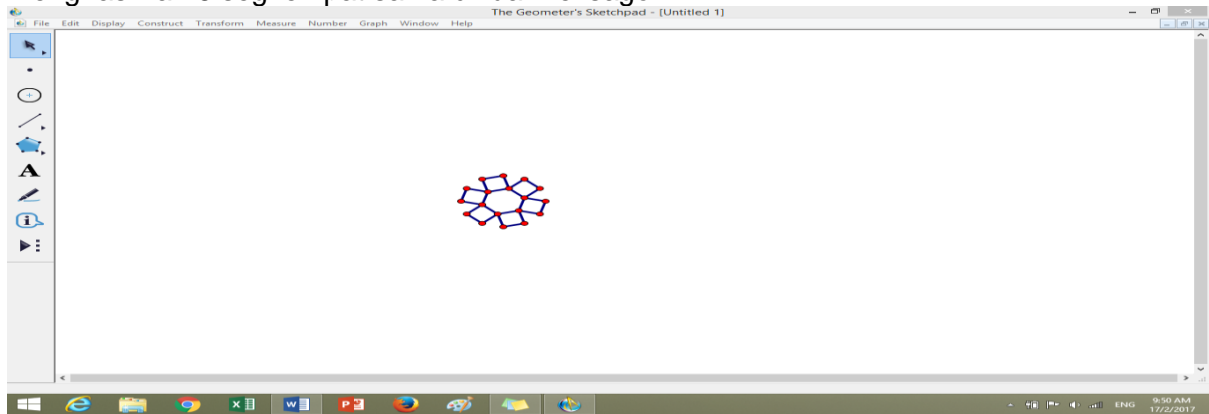 The Geometer's Sketchpad - [Untitled 1]
File Edit Display Construct Transform Measure Number Graph Window Help
A
ENG
9:50 AM
17/2/2017